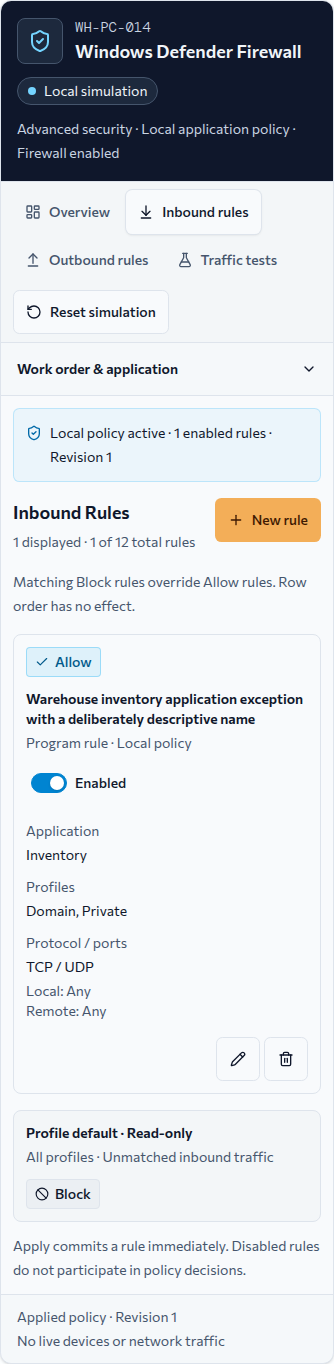 WH-PC-014
Windows Defender Firewall
Local simulation
Advanced security · Local application policy ·
Firewall enabled
Overview
Inbound rules
Outbound rules
Traffic tests
Reset simulation
Work order & application
Local policy active · 1 enabled rules ·
Revision 1
Inbound Rules
New rule
1 displayed · 1 of 12 total rules
Matching Block rules override Allow rules. Row
order has no effect.
Allow
Warehouse inventory application exception
with a deliberately descriptive name
Program rule · Local policy
Enabled
Application
Inventory
Profiles
Domain, Private
Protocol / ports
TCP / UDP
Local: Any
Remote: Any
Profile default · Read-only
All profiles · Unmatched inbound traffic
Block
Apply commits a rule immediately. Disabled rules
do not participate in policy decisions.
Applied policy · Revision 1
No live devices or network traffic